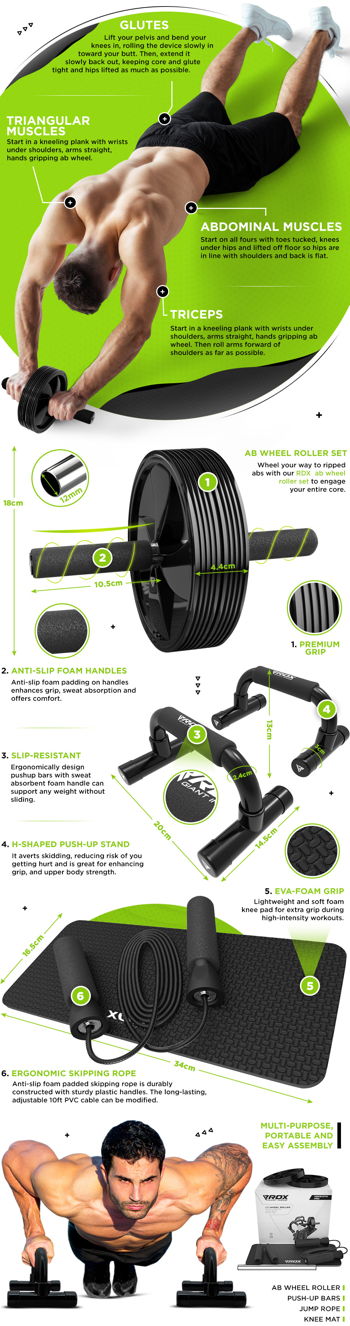 GLUTES
Lift your pelvis and bend your
knees in, rolling the device slowly in
toward your butt. Then, extend it
slowly back out, keeping core and glute
tight and hips lifted as much as possible.
TRIANGULAR
MUSCLES
Start in a kneeling plank with wrists
under shoulders, arms straight,
hands gripping ab wheel.
ABDOMINAL MUSCLES
Start on all fours with toes tucked, knees
under hips and lifted off floor so hips are
in line with shoulders and back is flat.
TRICEPS
Start in a kneeling plank with wrists under
shoulders, arms straight, hands gripping ab
wheel. Then roll arms forward of
shoulders as far as possible.
AB WHEEL ROLLER SET
Wheel your way to ripped
abs with our RDX ab wheel
roller set to engage
your entire core.
12mm
18cm
1
2
4.4cm
10.5cm
1. PREMIUM
GRIP
2. ANTI-SLIP FOAM HANDLES
Anti-slip foam padding on handles
enhances grip, sweat absorption and
offers comfort.
RDX
3
4
13cm
3cm
2.4cm
20cm
14.5cm
3. SLIP-RESISTANT
Ergonomically design
pushup bars with sweat
absorbent foam handle can
support any weight without
sliding.
4. H-SHAPED PUSH-UP STAND
It averts skidding, reducing risk of you
getting hurt and is great for enhancing
grip, and upper body strength.
5. EVA-FOAM GRIP
Lightweight and soft foam
knee pad for extra grip during
high-intensity workouts.
16.5cm
6
5
34cm
6. ERGONOMIC SKIPPING ROPE
Anti-slip foam padded skipping rope is durably
constructed with sturdy plastic handles. The long-lasting,
adjustable 10ft PVC cable can be modified.
MULTI-PURPOSE,
PORTABLE AND
EASY ASSEMBLY
RDX
AB WHEEL ROLLER
PUSH-UP BARS
JUMP ROPE
KNEE MAT